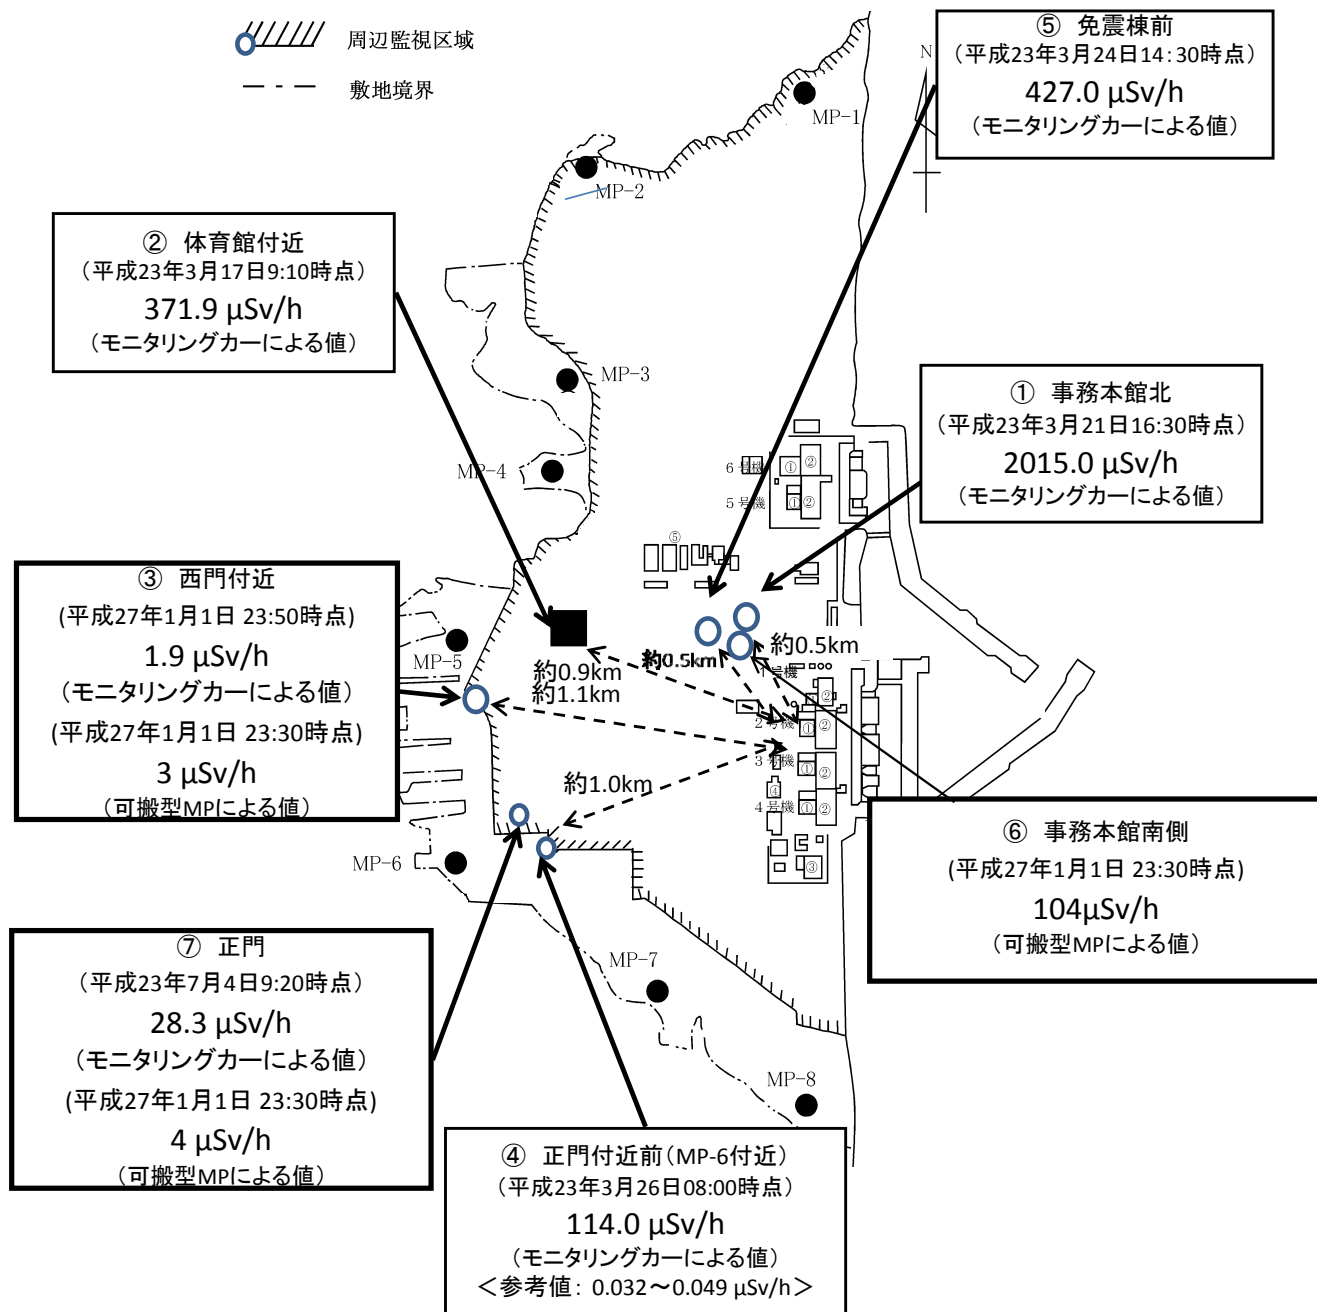 周辺監視区域
敷地境界
⑤ 免震棟前
(平成23年3月24日14:30時点)
427.0 μSv/h
(モニタリングカーによる値)
N
MP-1
MP-2
② 体育館付近
(平成23年3月17日9:10時点)
371.9 μSv/h
(モニタリングカーによる値)
MP-3
MP-4
① 事務本館北
(平成23年3月21日16:30時点)
2015.0 μSv/h
(モニタリングカーによる値)
6号機
① ②
5号機
① ②
⑤
③ 西門付近
(平成27年1月1日 23:50時点)
1.9 μSv/h
(モニタリングカーによる値)
(平成27年1月1日 23:30時点)
3 μSv/h
(可搬型MPによる値)
MP-5
約0.5km
約0.5km
約0.9km
約1.1km
約1.0km
1号機
②
2号機
① ②
3号機
① ②
④
4号機
① ②
③
MP-6
⑥ 事務本館南側
(平成27年1月1日 23:30時点)
104μSv/h
(可搬型MPによる値)
⑦ 正門
(平成23年7月4日9:20時点)
28.3 μSv/h
(モニタリングカーによる値)
(平成27年1月1日 23:30時点)
4 μSv/h
(可搬型MPによる値)
MP-7
MP-8
④ 正門付近前(MP-6付近)
(平成23年3月26日08:00時点)
114.0 μSv/h
(モニタリングカーによる値)
<参考値: 0.032~0.049 μSv/h>